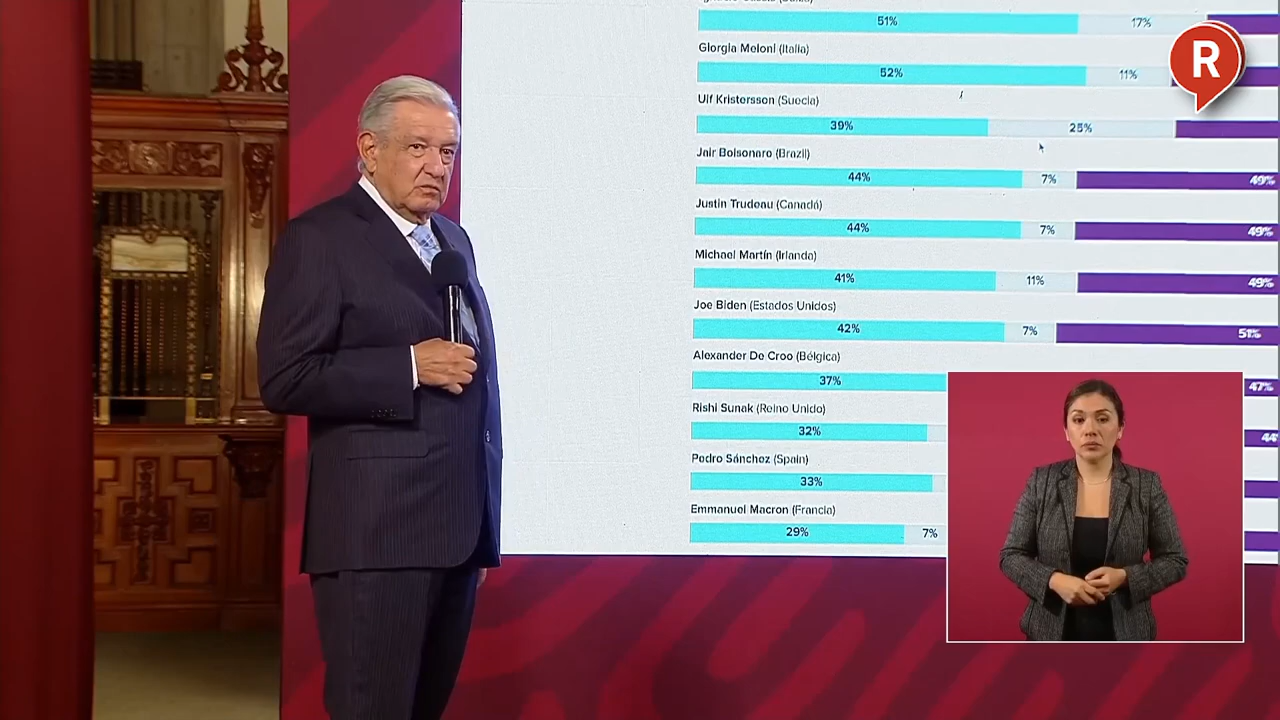 51% 17%
Giorgia Meloni (Italia)
52% 11%
Ulf Kristersson (Suecia)
39% 25%
Jair Bolsonaro (Brazil)
44% 7% 49%
Justin Trudeau (Canadá)
44% 7% 49%
Michael Martín (Irlanda)
41% 11% 49%
Joe Biden (Estados Unidos)
42% 7% 51%
Alexander De Croo (Bélgica)
37% 47%
Rishi Sunak (Reino Unido)
32% 44
Pedro Sánchez (Spain)
33%
Emmanuel Macron (Francia)
29% 7%
R